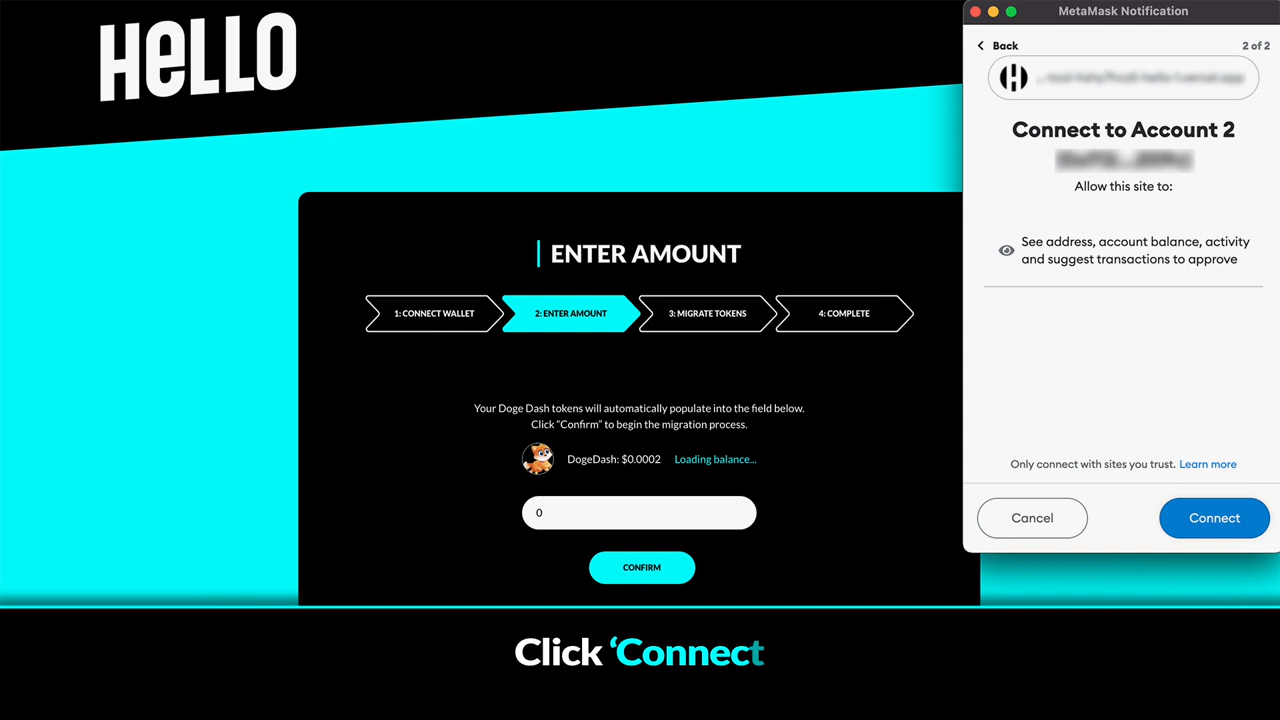 HELLO
MetaMask Notification
Back
2 of 2
Connect to Account 2
Allow this site to:
See address, account balance, activity
and suggest transactions to approve
ENTER AMOUNT
1: CONNECT WALLET
2: ENTER AMOUNT
3: MIGRATE TOKENS
4: COMPLETE
Your Doge Dash tokens will automatically populate into the field below.
Click “Confirm” to begin the migration process.
DogeDash: $0.0002
Loading balance...
0
CONFIRM
Only connect with sites you trust. Learn more
Cancel
Connect
Click ‘Connect